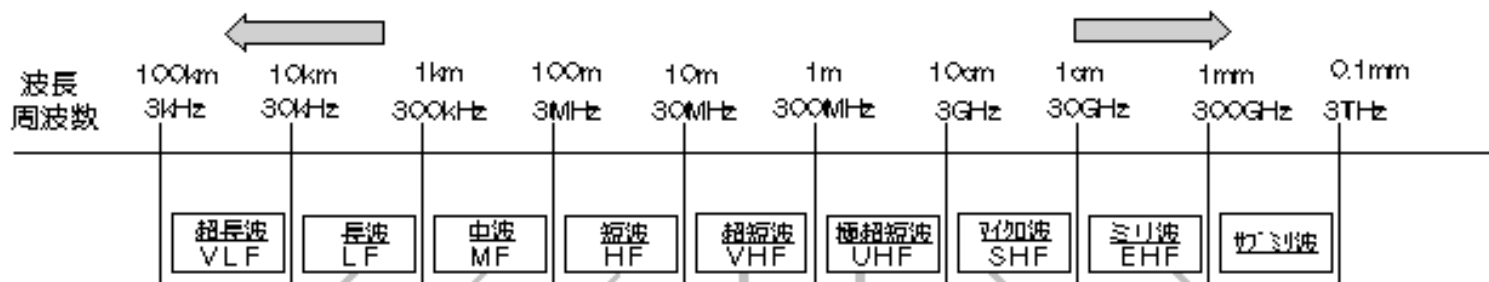 波長 100km 10km 1km 100m 10m 1m 10cm 1cm 1mm 0.1mm
周波数 3kHz 30kHz 300kHz 3MHz 30MHz 300MHz 3GHz 30GHz 300GHz 3THz
超長波 長波 中波 短波 超短波 極超短波 マイクロ波 ミリ波 サブミリ波
VLF LF MF HF VHF UHF SHF EHF